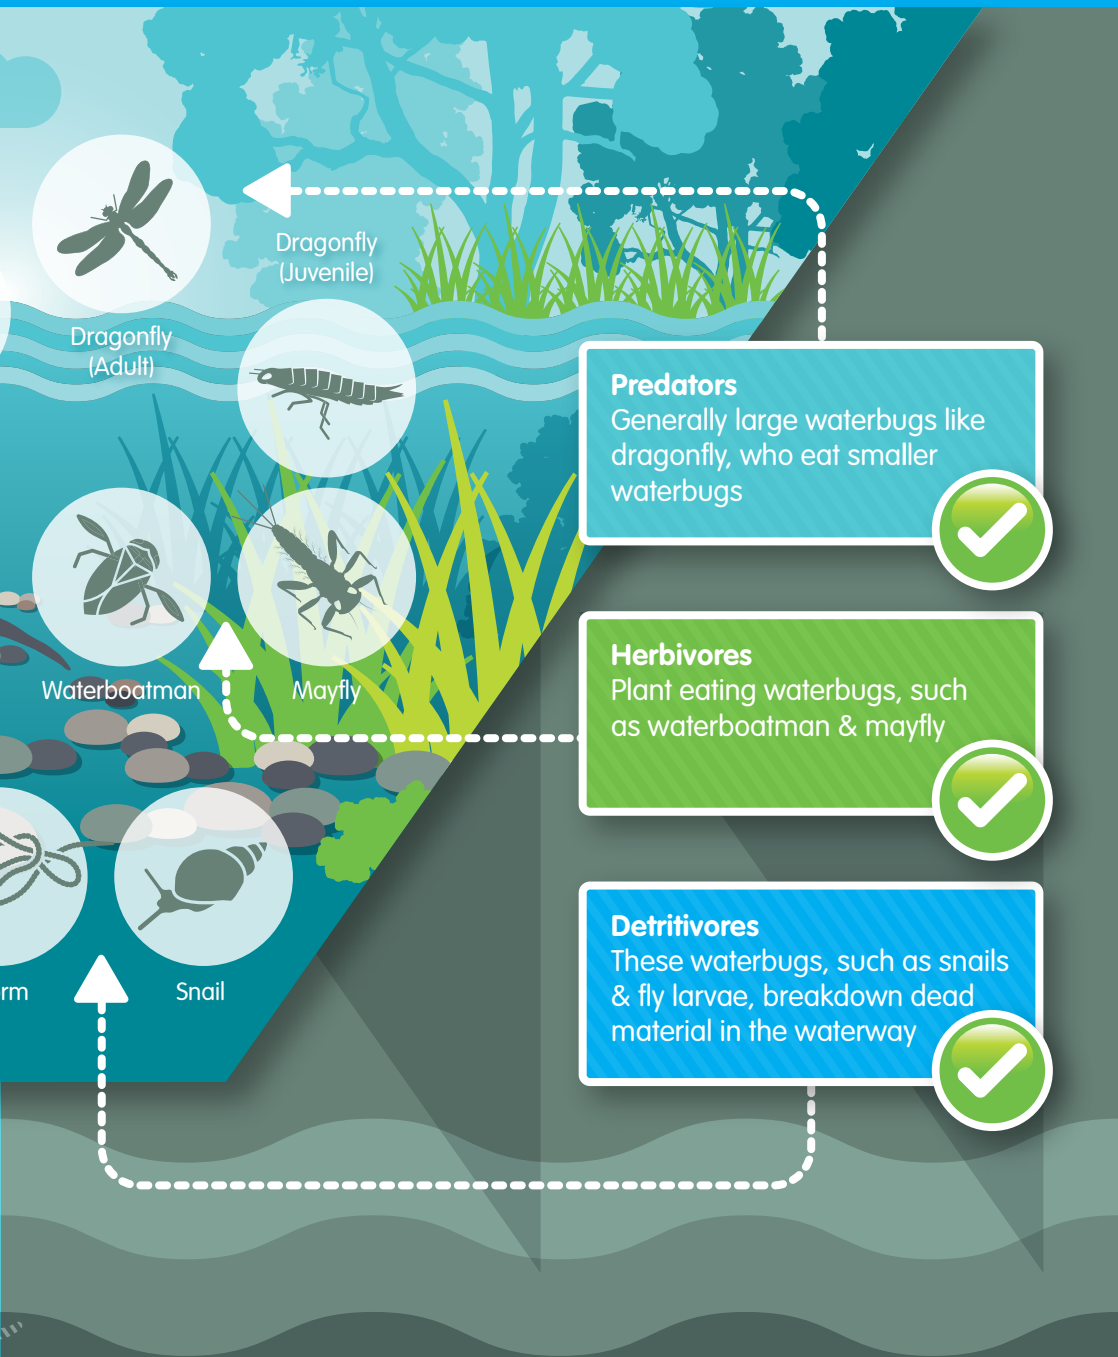 Dragonfly
(Juvenile)
Dragonfly
(Adult)
Predators
Generally large waterbugs like
dragonfly, who eat smaller
waterbugs
Waterboatman
Mayfly
Herbivores
Plant eating waterbugs, such
as waterboatman & mayfly
Detritivores
These waterbugs, such as snails
& fly larvae, breakdown dead
material in the waterway
rm
Snail